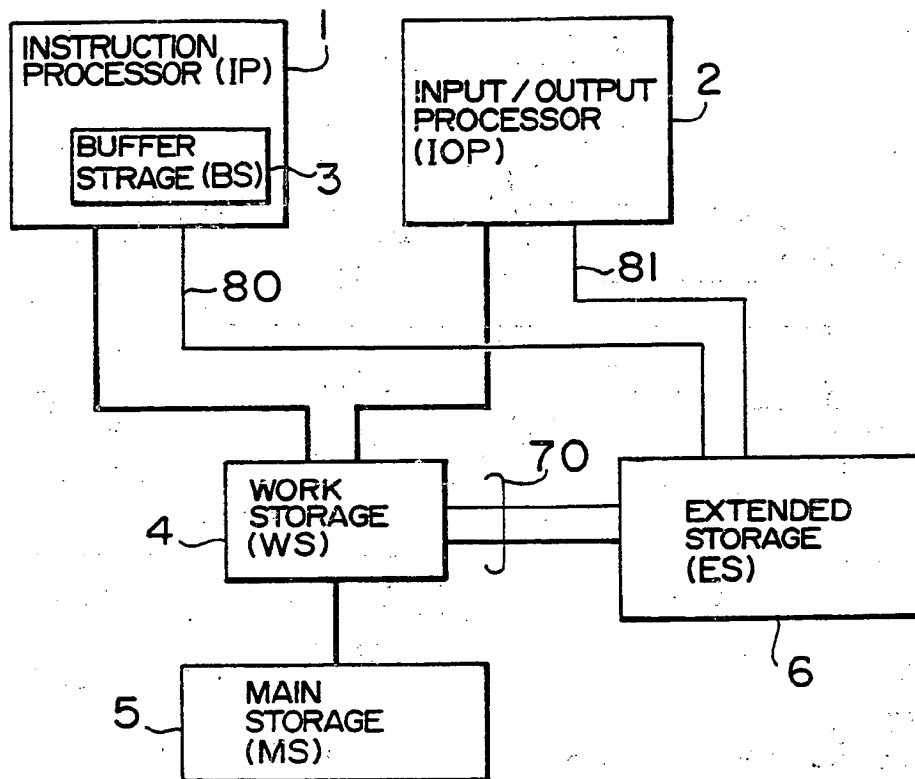 1
INSTRUCTION
PROCESSOR (IP)
BUFFER
STRAGE (BS)
3
INPUT / OUTPUT
PROCESSOR
(IOP)
2
80
81
70
WORK
STORAGE
(WS)
4
EXTENDED
STORAGE
(ES)
6
MAIN
STORAGE
(MS)
5